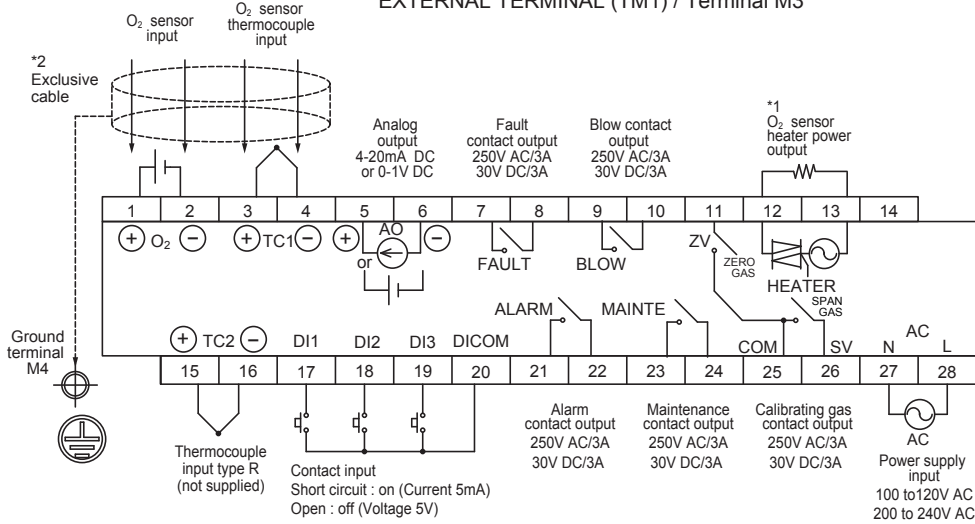 EXTERNAL TERMINAL (TM1) / Terminal M3
O2 sensor
input
O2 sensor
thermocouple
input
*2
Exclusive
cable
Analog
output
4-20mA DC
or 0-1V DC
Fault
contact output
250V AC/3A
30V DC/3A
Blow contact
output
250V AC/3A
30V DC/3A
*1
O2 sensor
heater power
output
1 2 3 4 5 6 7 8 9 10 11 12 13 14
+ O2 − + TC1 − + AO −
or
FAULT
BLOW
ZV
ZERO
GAS
HEATER
ALARM
MAINTE
SPAN
GAS
Ground
terminal
M4
+ TC2 − DI1 DI2 DI3 DICOM
COM SV
AC
N L
15 16 17 18 19 20 21 22 23 24 25 26 27 28
Thermocouple
input type R
(not supplied)
Contact input
Short circuit : on (Current 5mA)
Open : off (Voltage 5V)
Alarm
contact output
250V AC/3A
30V DC/3A
Maintenance
contact output
250V AC/3A
30V DC/3A
Calibrating gas
contact output
250V AC/3A
30V DC/3A
AC
Power supply
input
100 to120V AC
200 to 240V AC